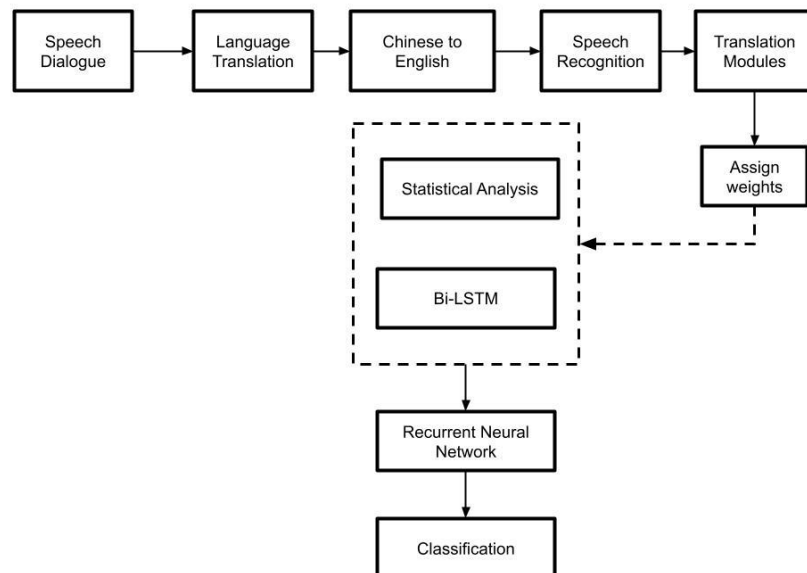 Speech
Dialogue
Language
Translation
Chinese to
English
Speech
Recognition
Translation
Modules
Assign
weights
Statistical Analysis
Bi-LSTM
Recurrent Neural
Network
Classification